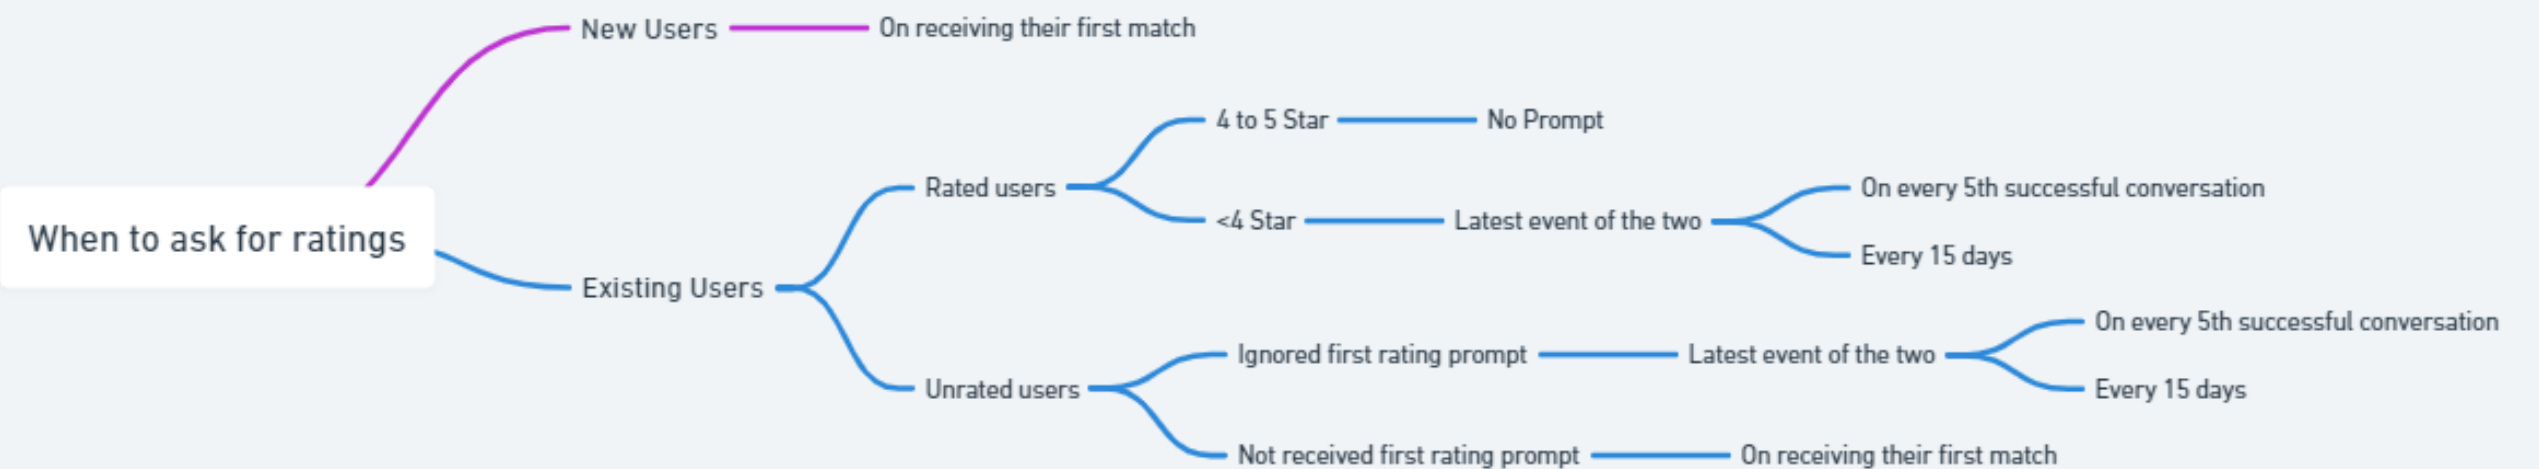 New Users
On receiving their first match
4 to 5 Star
No Prompt
Rated users
On every 5th successful conversation
<4 Star
Latest event of the two
When to ask for ratings
Every 15 days
Existing Users
On every 5th successful conversation
Ignored first rating prompt
Latest event of the two
Unrated users
Every 15 days
Not received first rating prompt
On receiving their first match